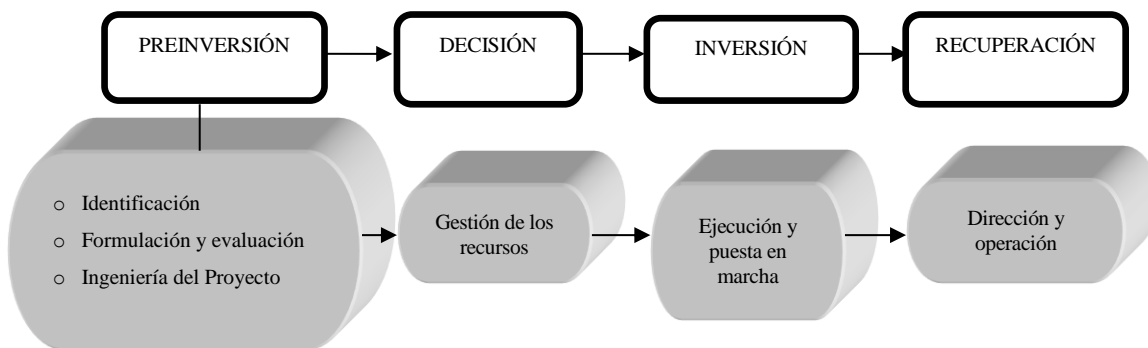 PREINVERSIÓN
DECISIÓN
INVERSIÓN
RECUPERACIÓN
o Identificación
o Formulación y evaluación
o Ingeniería del Proyecto
Gestión de los
recursos
Ejecución y
puesta en
marcha
Dirección y
operación